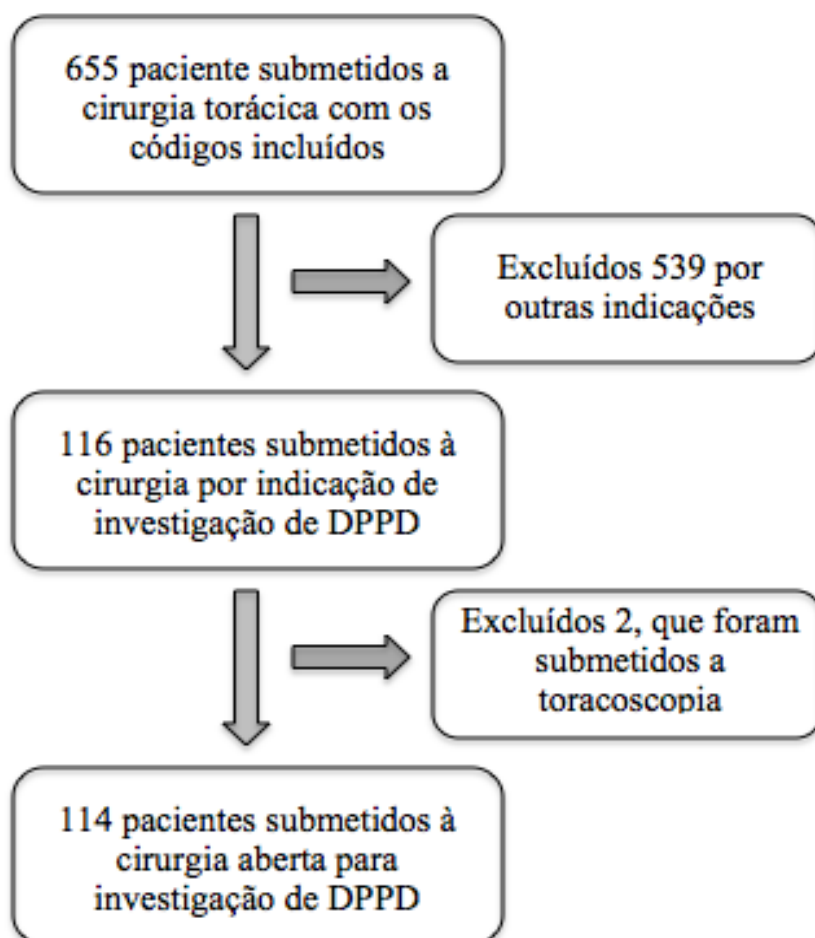 655 paciente submetidos a
cirurgia torácica com os
códigos incluídos
Excluídos 539 por
outras indicações
116 pacientes submetidos à
cirurgia por indicação de
investigação de DPPD
Excluídos 2, que foram
submetidos a
toracoscopia
114 pacientes submetidos à
cirurgia aberta para
investigação de DPPD